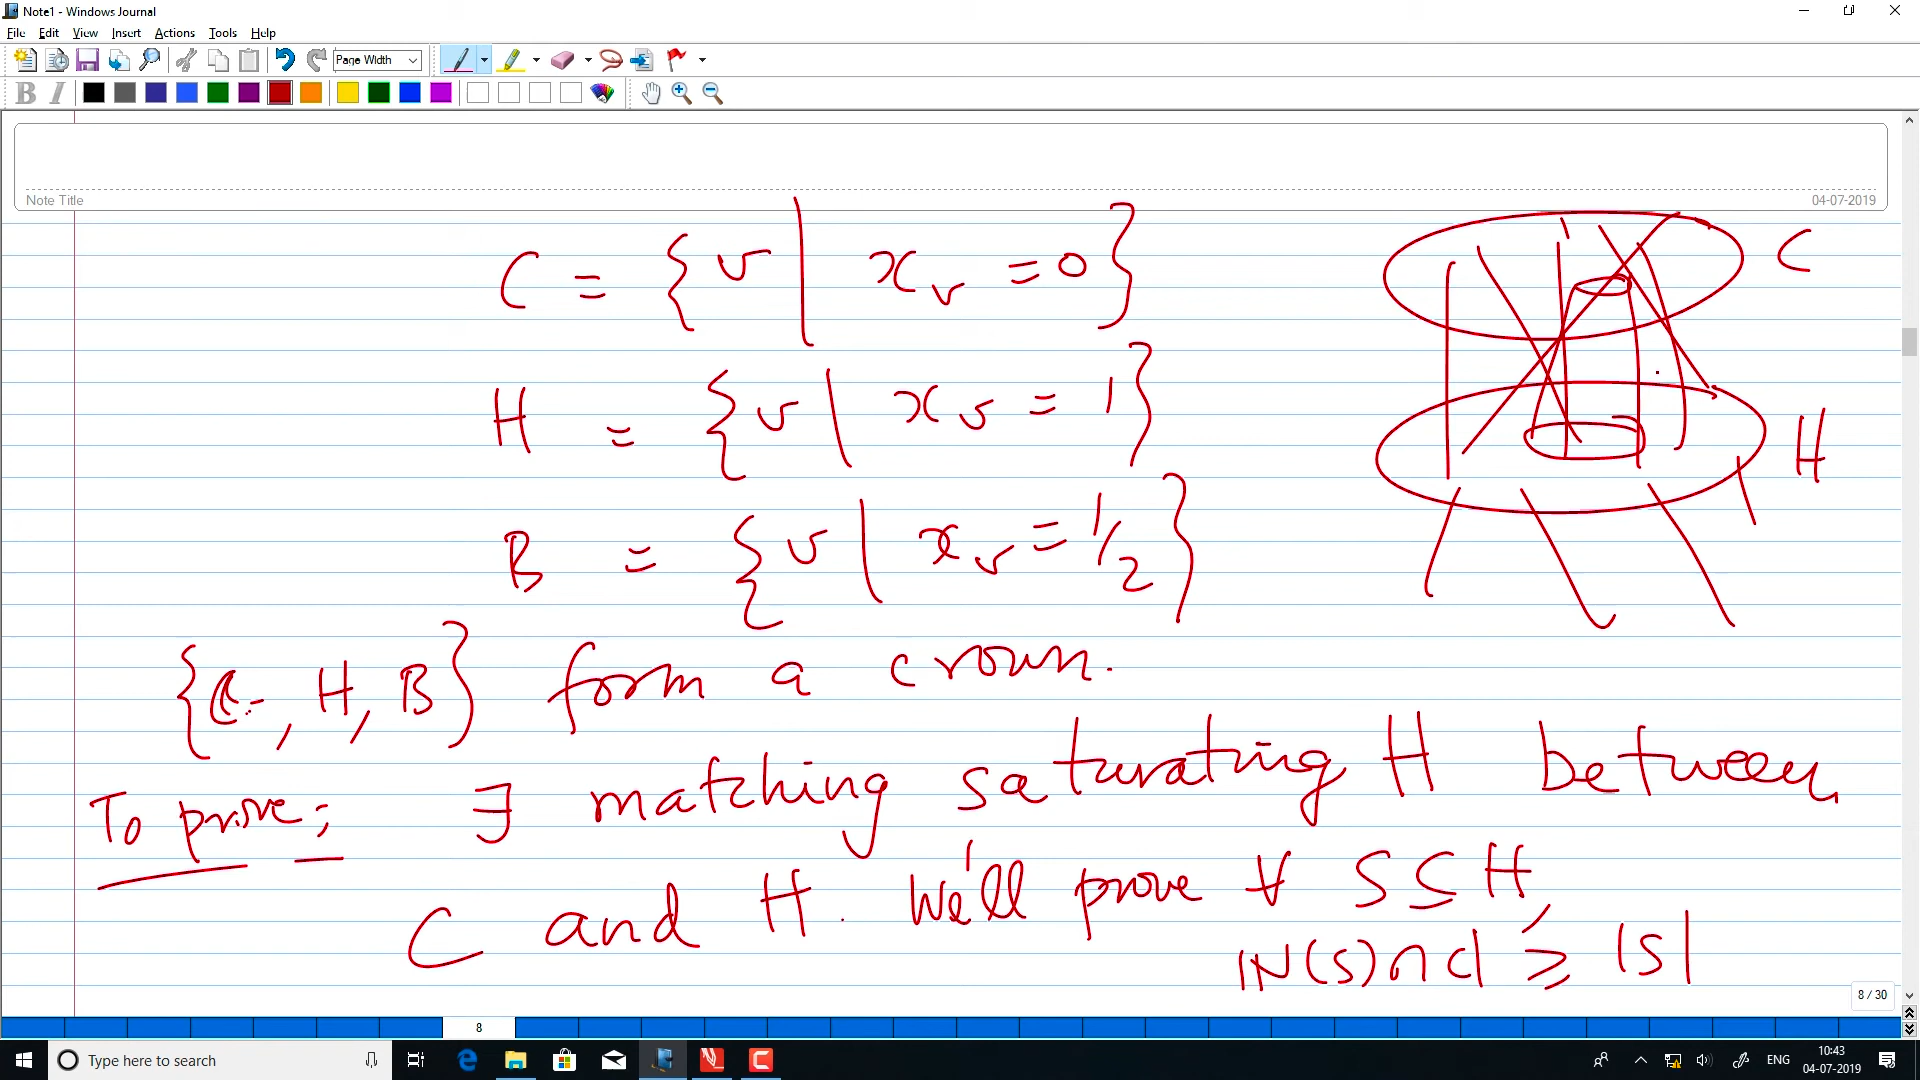 Note1 - Windows Journal
File Edit View Insert Actions Tools Help
Page Width
B I
Note Title
04-07-2019
C = {v | x_v = 0}
C
H = {v | x_v = 1}
H
B = {v | x_v = 1/2}
{C, H, B} form a crown.
To prove: ∃ matching saturating H between
C and H. We'll prove ∀ S ⊆ H,
|N(S) ∩ C| ≥ |S|
8 / 30
8
Type here to search
ENG
10:43
04-07-2019